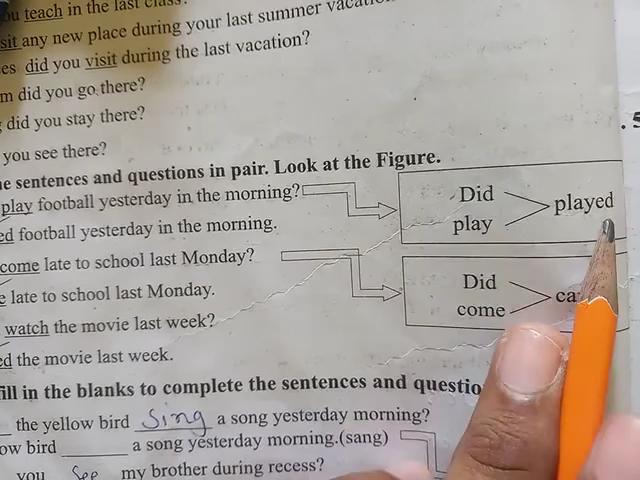 ou teach in the last class?
sit any new place during your last summer
es did you visit during the last vacation?
m did you go there?
did you stay there?
you see there?
e sentences and questions in pair. Look at the Figure.
play football yesterday in the morning?
ed football yesterday in the morning.
come late to school last Monday?
e late to school last Monday.
watch the movie last week?
ed the movie last week.
Did
play
played
Did
come
ca
fill in the blanks to complete the sentences and questio
the yellow bird Sing a song yesterday morning?
ow bird ______ a song yesterday morning.(sang)
you See my brother during recess?